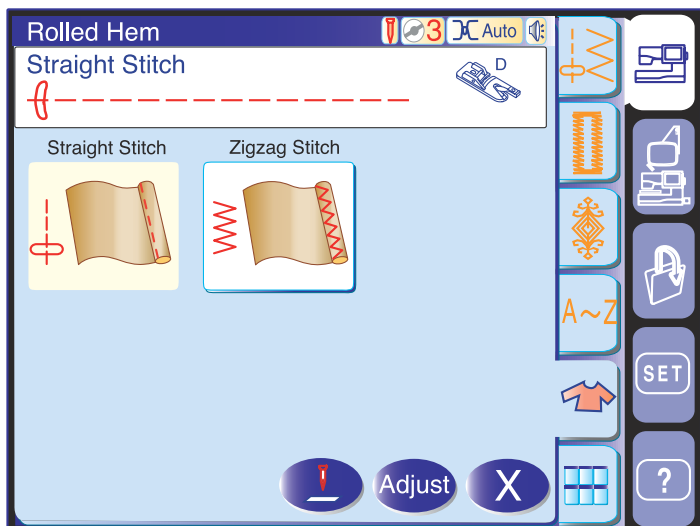 Rolled Hem
3 Auto
Straight Stitch
D
Straight Stitch Zigzag Stitch
A~Z
SET
Adjust X
?